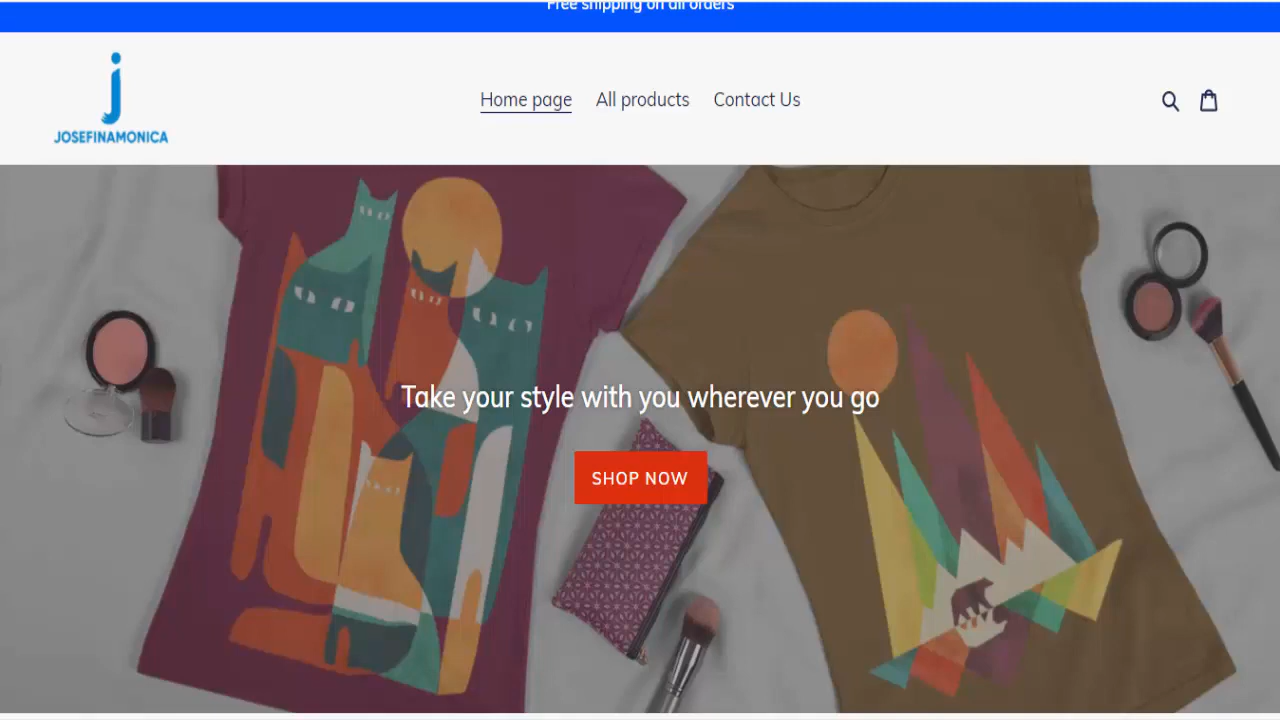 Free shipping on all orders
JOSEFINAMONICA
Home page
All products
Contact Us
Take your style with you wherever you go
SHOP NOW